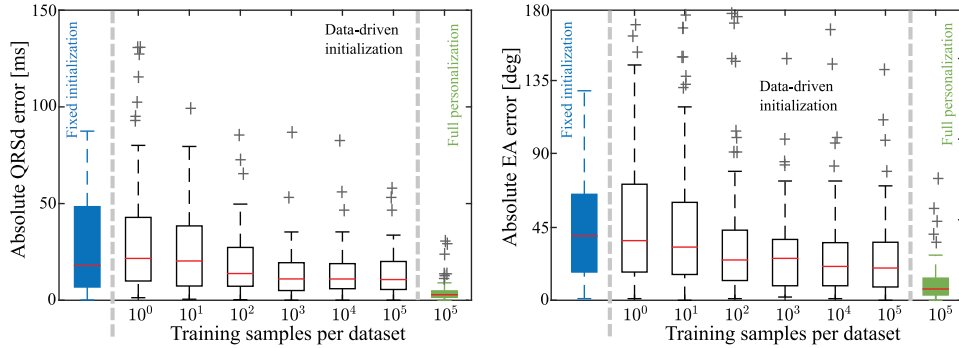 Absolute QRSd error [ms]
150
100
50
0
Fixed initialization
Data-driven
initialization
Full personalization
10^0 10^1 10^2 10^3 10^4 10^5 10^5
Training samples per dataset
Absolute EA error [deg]
180
135
90
45
0
Fixed initialization
Data-driven
initialization
Full personalization
10^0 10^1 10^2 10^3 10^4 10^5 10^5
Training samples per dataset